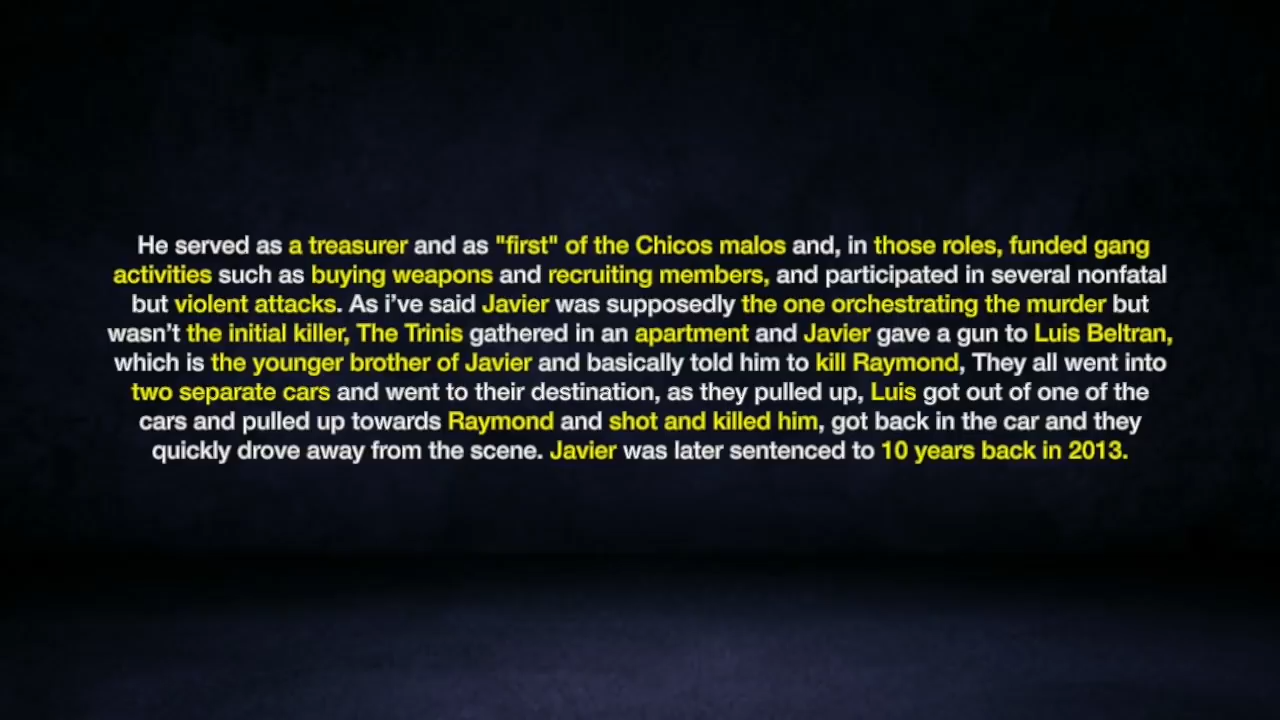 He served as a treasurer and as "first" of the Chicos malos and, in those roles, funded gang
activities such as buying weapons and recruiting members, and participated in several nonfatal
but violent attacks. As i've said Javier was supposedly the one orchestrating the murder but
wasn't the initial killer, The Trinis gathered in an apartment and Javier gave a gun to Luis Beltran,
which is the younger brother of Javier and basically told him to kill Raymond, They all went into
two separate cars and went to their destination, as they pulled up, Luis got out of one of the
cars and pulled up towards Raymond and shot and killed him, got back in the car and they
quickly drove away from the scene. Javier was later sentenced to 10 years back in 2013.